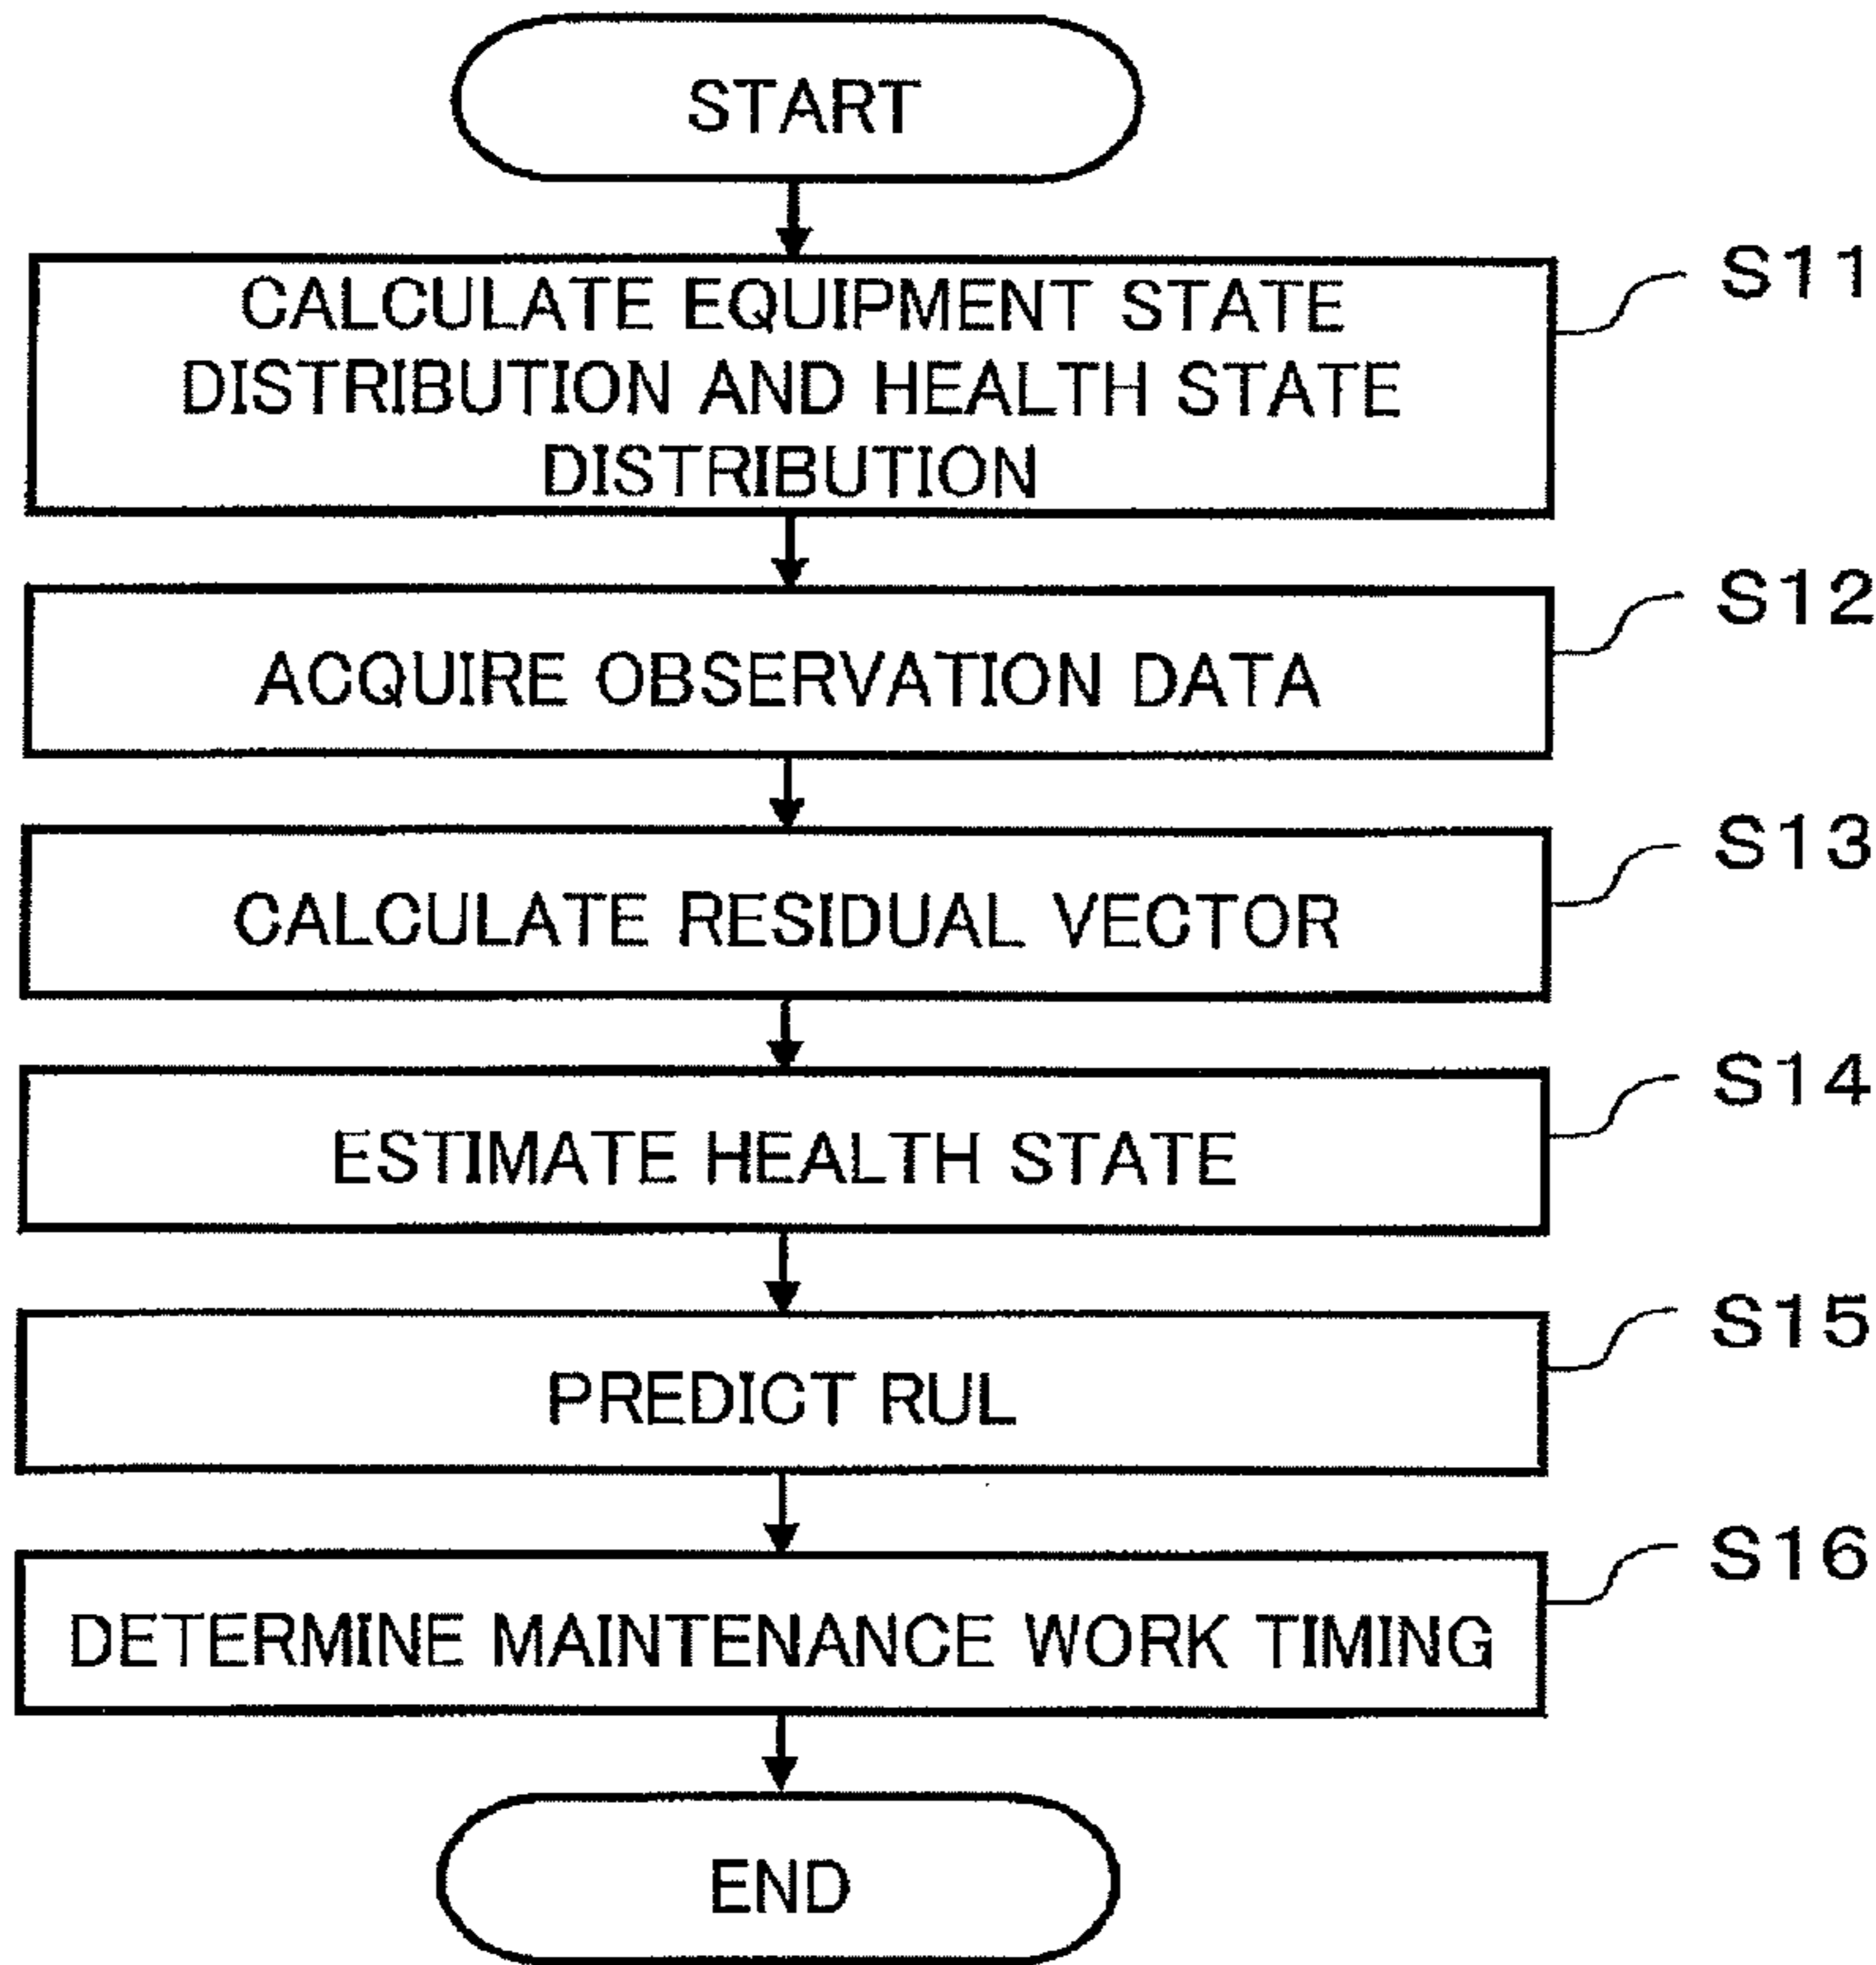 START
CALCULATE EQUIPMENT STATE
DISTRIBUTION AND HEALTH STATE
DISTRIBUTION
S11
ACQUIRE OBSERVATION DATA
S12
CALCULATE RESIDUAL VECTOR
S13
ESTIMATE HEALTH STATE
S14
PREDICT RUL
S15
DETERMINE MAINTENANCE WORK TIMING
S16
END